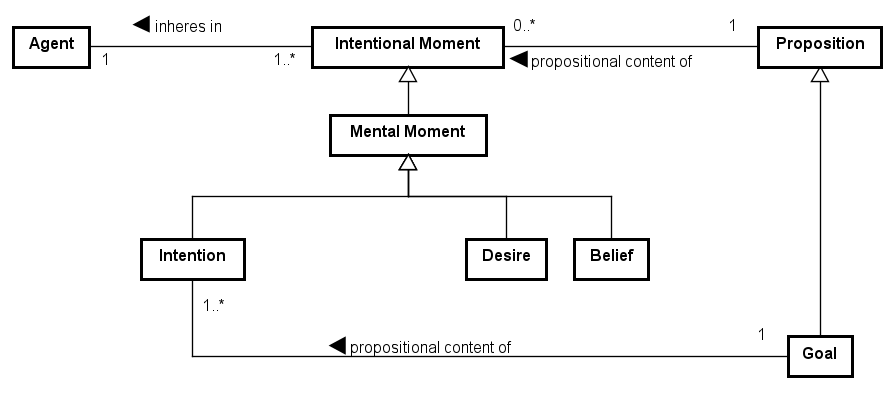 inheres in
0..*
1
Agent
Intentional Moment
Proposition
1
1..*
propositional content of
Mental Moment
Intention
Desire
Belief
1..*
1
propositional content of
Goal